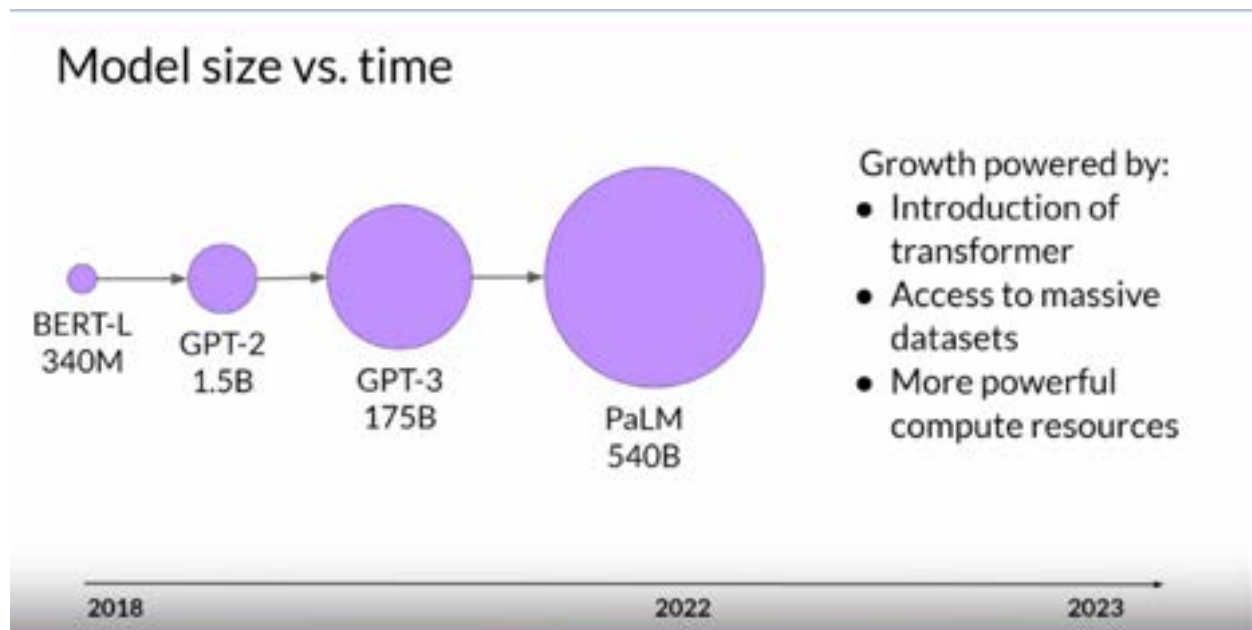 Model size vs. time
BERT-L
340M
GPT-2
1.5B
GPT-3
175B
PaLM
540B
Growth powered by:
● Introduction of
transformer
● Access to massive
datasets
● More powerful
compute resources
2018
2022
2023